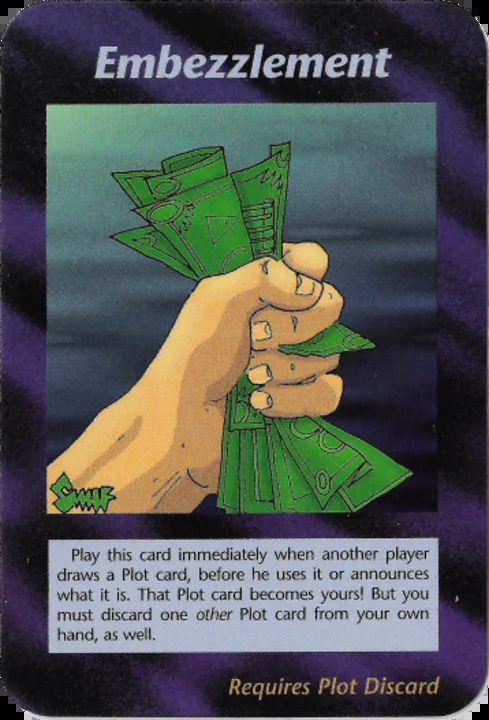 Embezzlement
Play this card immediately when another player
draws a Plot card, before he uses it or announces
what it is. That Plot card becomes yours! But you
must discard one other Plot card from your own
hand, as well.
Requires Plot Discard